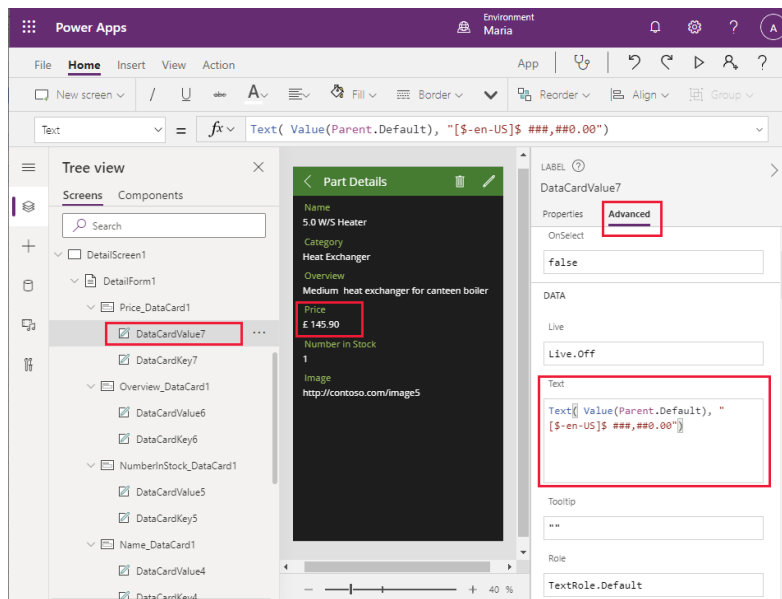 Power Apps
Environment
Maria
?
A
File Home Insert View Action
App
?
New screen
Fill
Border
Reorder
Align
Group
Text
=
fx
Text( Value(Parent.Default), "[$-en-US]$ ###,##0.00")
Tree view
Screens Components
Search
DetailScreen1
DetailForm1
Price_DataCard1
DataCardValue7
...
DataCardKey7
Overview_DataCard1
DataCardValue6
DataCardKey6
NumberInStock_DataCard1
DataCardValue5
DataCardKey5
Name_DataCard1
DataCardValue4
DataCardKey4
Part Details
Name
5.0 W/S Heater
Category
Heat Exchanger
Overview
Medium heat exchanger for canteen boiler
Price
£ 145.90
Number in Stock
1
Image
http://contoso.com/image5
40 %
LABEL ?
DataCardValue7
Properties Advanced
OnSelect
false
DATA
Live
Live.Off
Text
Text( Value(Parent.Default), "
[$-en-US]$ ###,##0.00")
Tooltip
""
Role
TextRole.Default